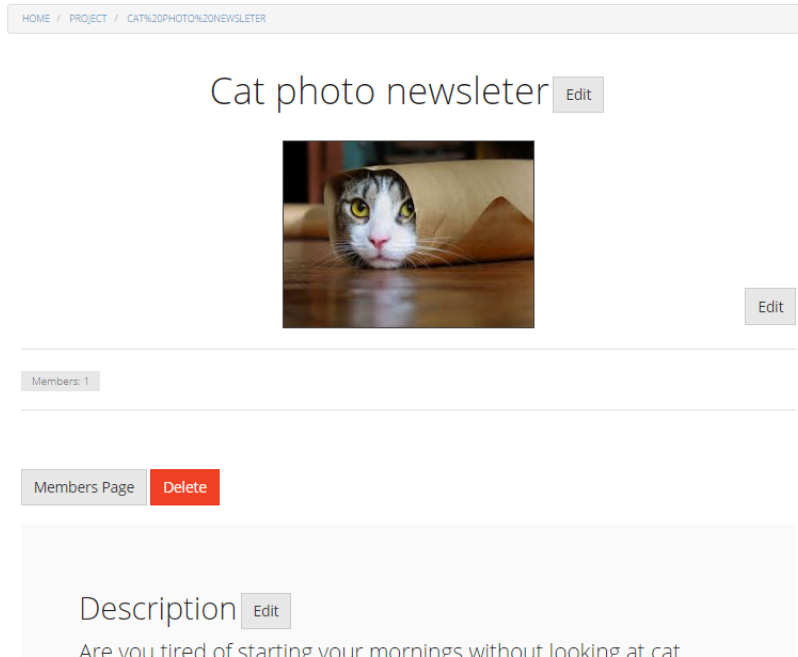 HOME / PROJECT / CAT%20PHOTO%20NEWSLETER
Cat photo newsleter Edit
Edit
Members: 1
Members Page Delete
Description Edit
Are you tired of starting your mornings without looking at cat